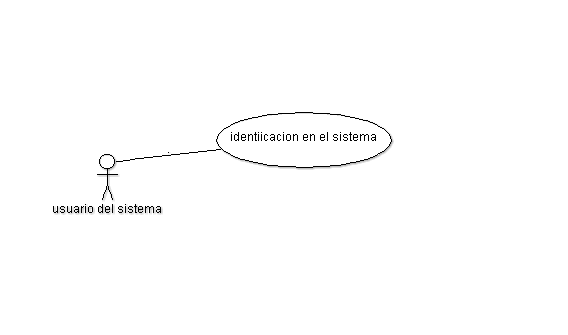 identiicacion en el sistema
usuario del sistema